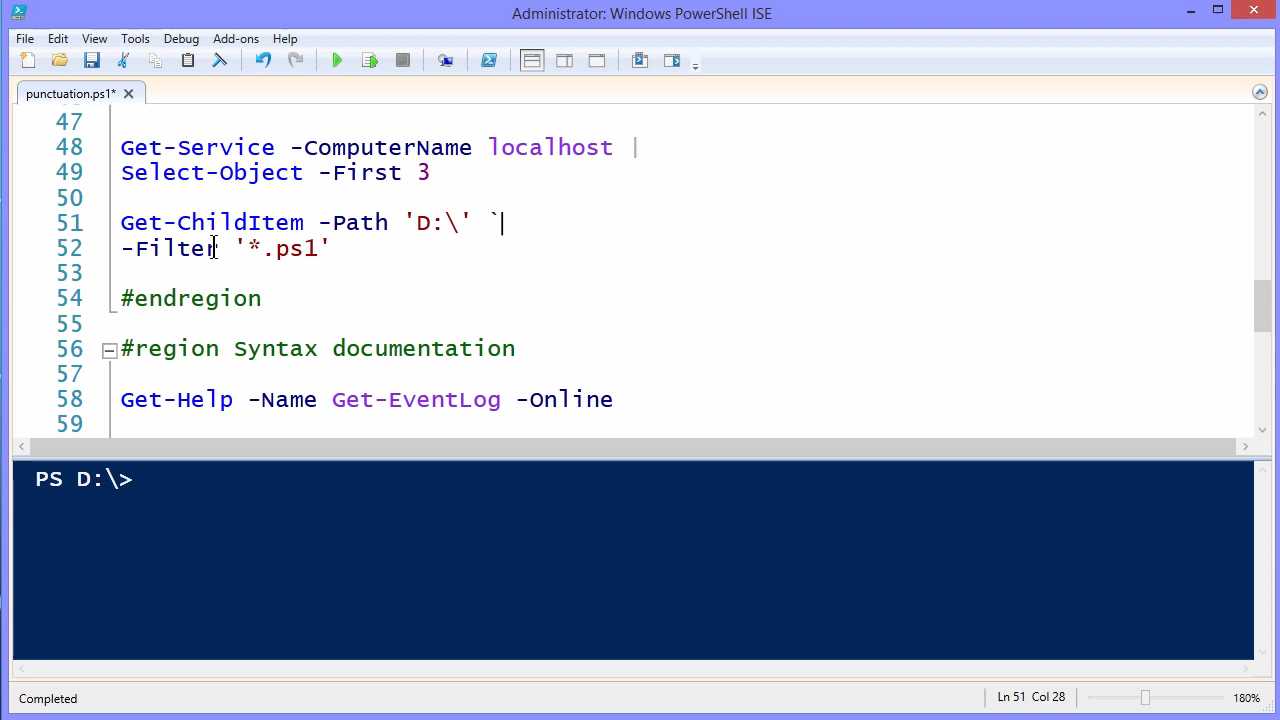 Administrator: Windows PowerShell ISE
File Edit View Tools Debug Add-ons Help
punctuation.ps1*
47
48 Get-Service -ComputerName localhost |
49 Select-Object -First 3
50
51 Get-ChildItem -Path 'D:\' `
52 -Filter '*.ps1'
53
54 #endregion
55
56 #region Syntax documentation
57
58 Get-Help -Name Get-EventLog -Online
59
PS D:\>
Completed Ln 51 Col 28 180%